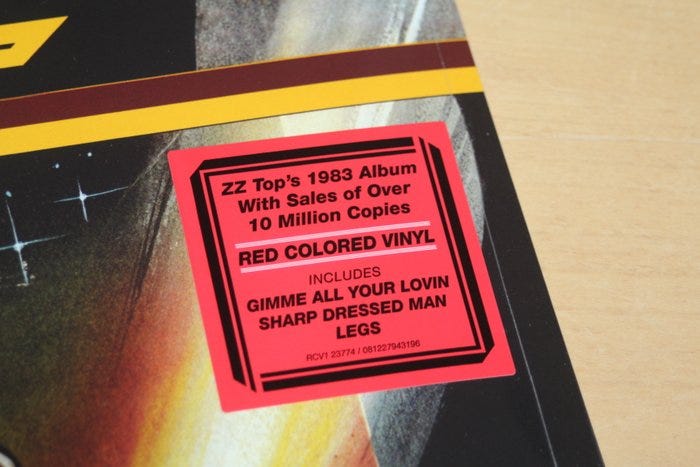 ZZ Top's 1983 Album
With Sales of Over
10 Million Copies
RED COLORED VINYL
INCLUDES
GIMME ALL YOUR LOVIN
SHARP DRESSED MAN
LEGS
RCV1 23774 / 081227943196